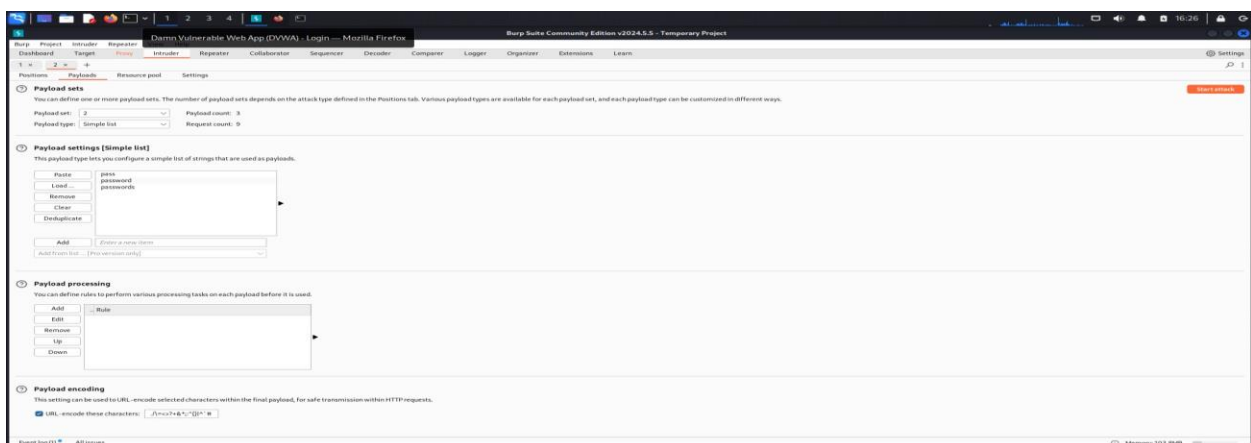 1 2 3 4 16:26
Damn Vulnerable Web App (DVWA) - Login — Mozilla Firefox
Burp Suite Community Edition v2024.5.5 - Temporary Project
Burp Project Intruder Repeater
Dashboard Target Proxy Intruder Repeater Collaborator Sequencer Decoder Comparer Logger Organizer Extensions Learn Settings
1 × 2 × +
Positions Payloads Resource pool Settings
Payload sets Start attack
You can define one or more payload sets. The number of payload sets depends on the attack type defined in the Positions tab. Various payload types are available for each payload set, and each payload type can be customized in different ways.
Payload set: 2 Payload count: 3
Payload type: Simple list Request count: 9
Payload settings [Simple list]
This payload type lets you configure a simple list of strings that are used as payloads.
Paste pass
password
Load ... passwords
Remove
Clear
Deduplicate
Add Enter a new item
Add from list ... [Pro version only]
Payload processing
You can define rules to perform various processing tasks on each payload before it is used.
Add ... Rule
Edit
Remove
Up
Down
Payload encoding
This setting can be used to URL-encode selected characters within the final payload, for safe transmission within HTTP requests.
URL-encode these characters:
Event log All issues Memory: